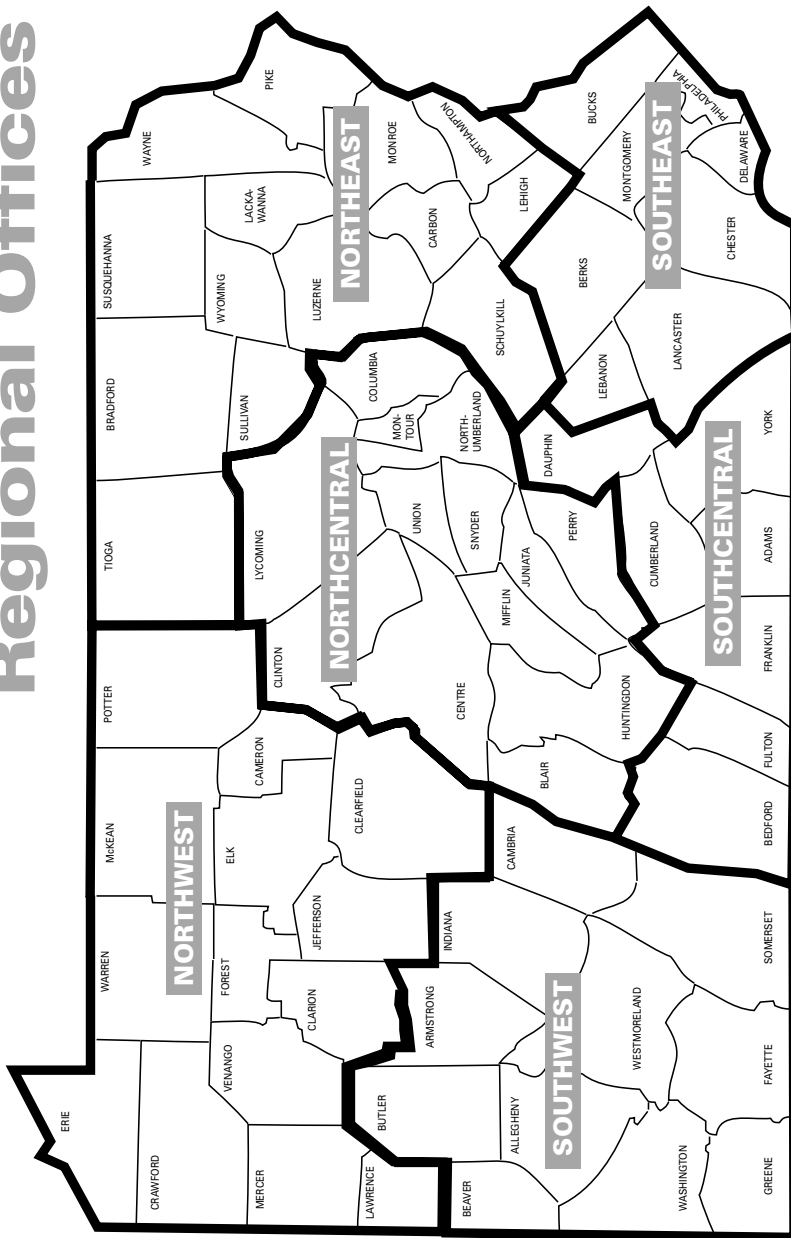 Regional Offices
ERIE
CRAWFORD
MERCER
LAWRENCE
WARREN
FOREST
VENANGO
CLARION
BUTLER
McKEAN
ELK
JEFFERSON
NORTHWEST
POTTER
CAMERON
CLEARFIELD
TIOGA
BRADFORD
SUSQUEHANNA
WAYNE
SULLIVAN
WYOMING
LACKA-
WANNA
PIKE
LUZERNE
NORTHEAST
MONROE
CARBON
NORTHAMPTON
LEHIGH
SCHUYLKILL
LYCOMING
CLINTON
NORTHCENTRAL
COLUMBIA
MON-
TOUR
NORTH-
UMBERLAND
UNION
SNYDER
CENTRE
MIFFLIN
JUNIATA
PERRY
HUNTINGDON
BLAIR
BEAVER
ALLEGHENY
ARMSTRONG
INDIANA
CAMBRIA
SOUTHWEST
WESTMORELAND
WASHINGTON
GREENE
FAYETTE
SOMERSET
DAUPHIN
CUMBERLAND
SOUTHCENTRAL
BEDFORD
FULTON
FRANKLIN
ADAMS
YORK
LEBANON
BERKS
LANCASTER
MONTGOMERY
BUCKS
SOUTHEAST
PHILADELPHIA
CHESTER
DELAWARE